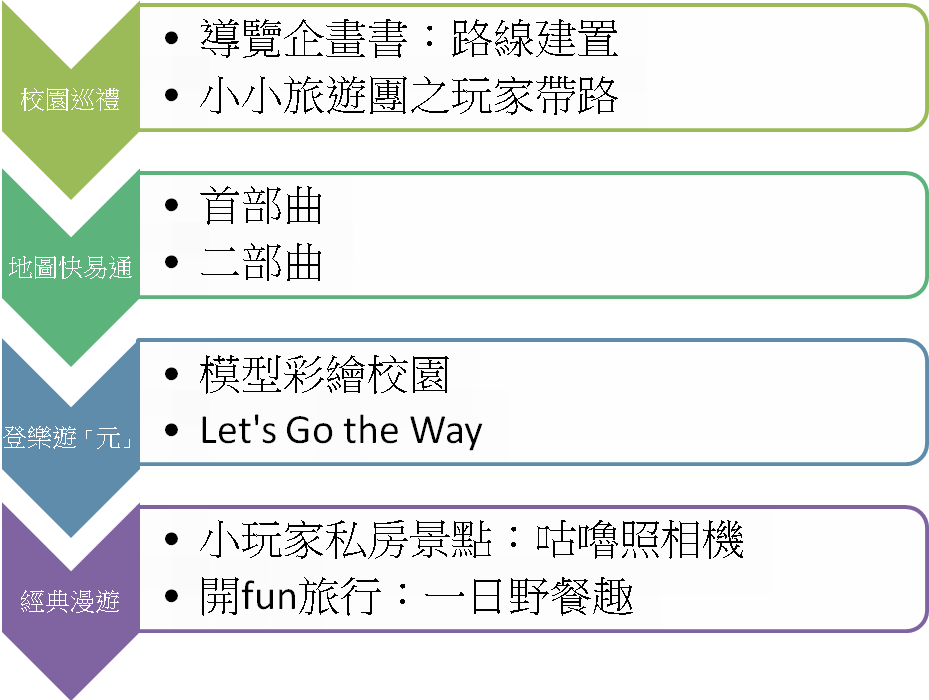 校園巡禮
導覽企畫書：路線建置
小小旅遊團之玩家帶路
地圖快易通
首部曲
二部曲
登樂遊「元」
模型彩繪校園
Let's Go the Way
經典漫遊
小玩家私房景點：咕嚕照相機
開fun旅行：一日野餐趣